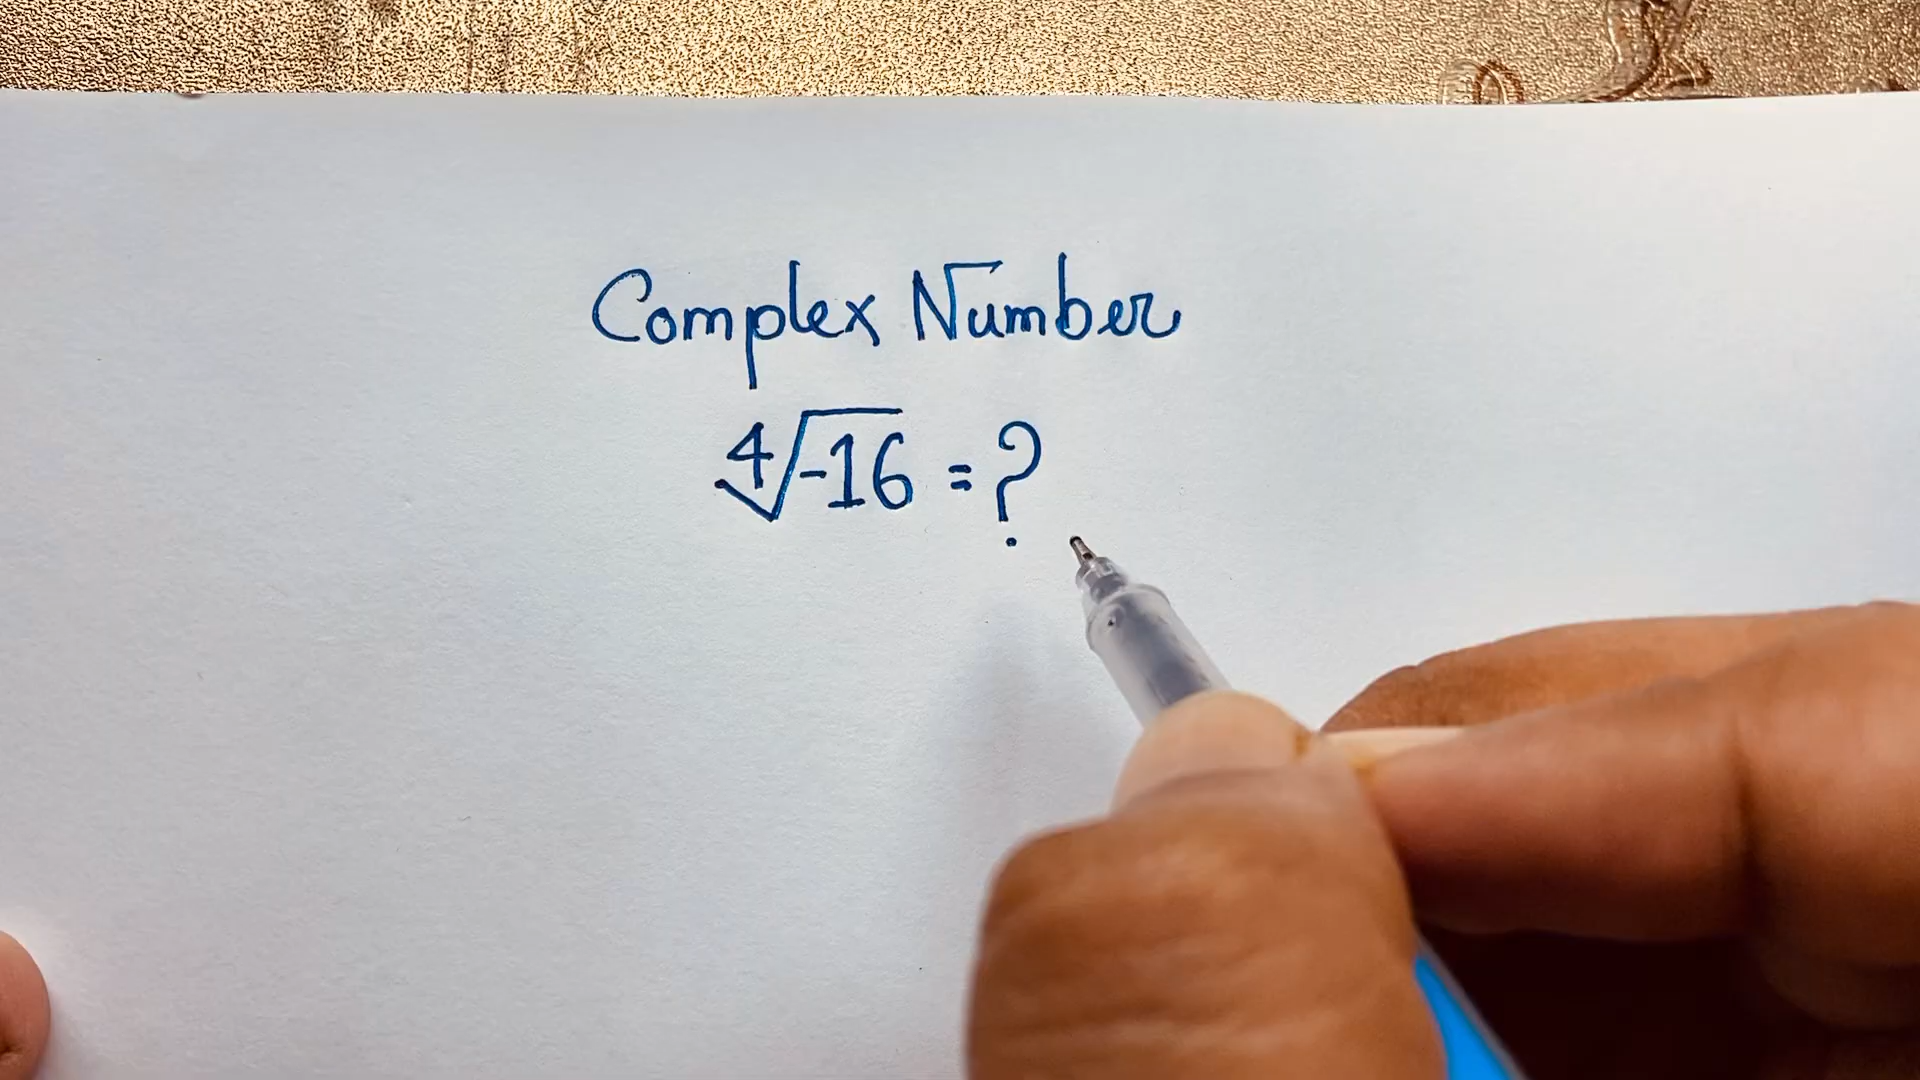 Complex Number
∜-16 = ?